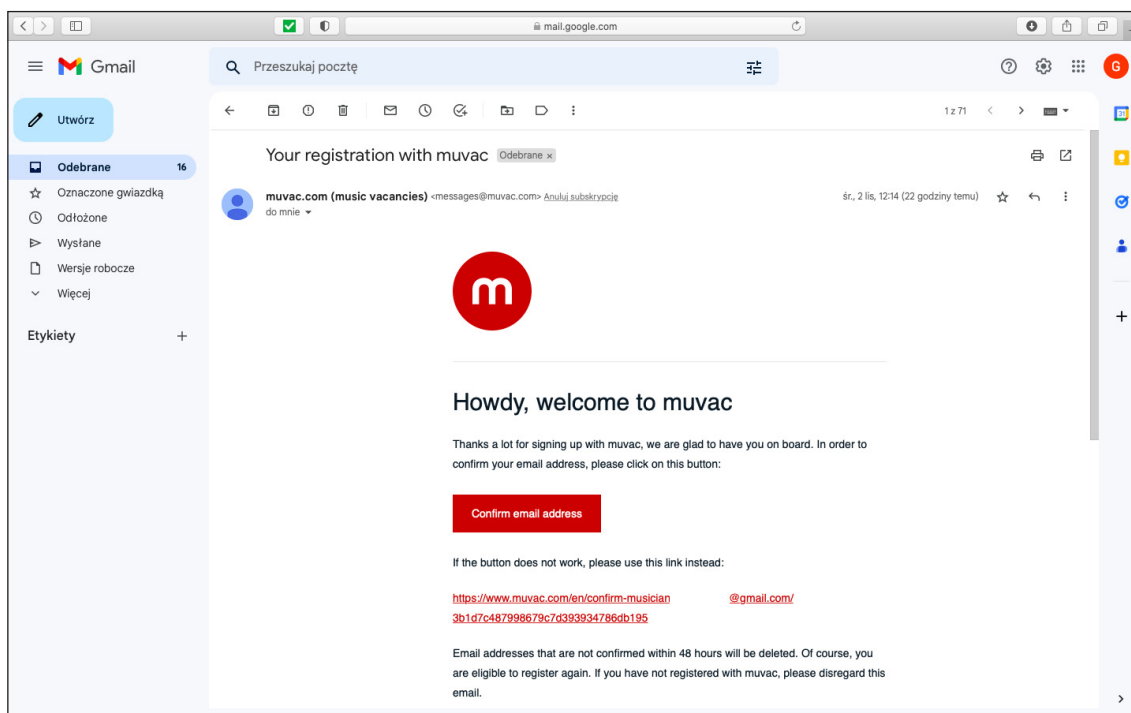 mail.google.com
Gmail
Przeszukaj pocztę
G
Utwórz
1 z 71
31
Odebrane 16
Oznaczone gwiazdką
Odłożone
Wysłane
Wersje robocze
Więcej
Etykiety
Your registration with muvac Odebrane ×
muvac.com (music vacancies) <messages@muvac.com> Anuluj subskrypcję
śr., 2 lis, 12:14 (22 godziny temu)
do mnie
m
Howdy, welcome to muvac
Thanks a lot for signing up with muvac, we are glad to have you on board. In order to
confirm your email address, please click on this button:
Confirm email address
If the button does not work, please use this link instead:
https://www.muvac.com/en/confirm-musician @gmail.com/
3b1d7c487998679c7d393934786db195
Email addresses that are not confirmed within 48 hours will be deleted. Of course, you
are eligible to register again. If you have not registered with muvac, please disregard this
email.